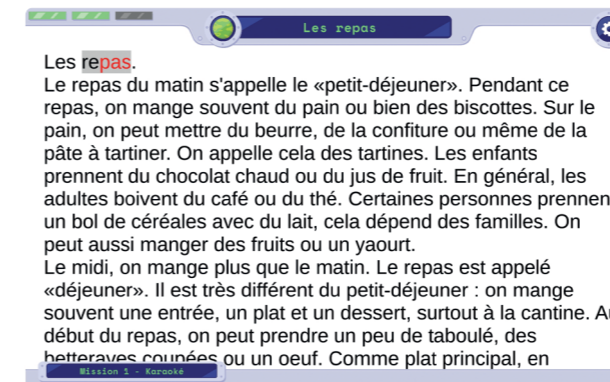 Les repas
Les repas.
Le repas du matin s'appelle le «petit-déjeuner». Pendant ce
repas, on mange souvent du pain ou bien des biscottes. Sur le
pain, on peut mettre du beurre, de la confiture ou même de la
pâte à tartiner. On appelle cela des tartines. Les enfants
prennent du chocolat chaud ou du jus de fruit. En général, les
adultes boivent du café ou du thé. Certaines personnes prennen
un bol de céréales avec du lait, cela dépend des familles. On
peut aussi manger des fruits ou un yaourt.
Le midi, on mange plus que le matin. Le repas est appelé
«déjeuner». Il est très différent du petit-déjeuner : on mange
souvent une entrée, un plat et un dessert, surtout à la cantine.
début du repas, on peut prendre un peu de taboulé, des
betteraves coupées ou un oeuf. Comme plat principal, en
Mission 1 - Karaoké